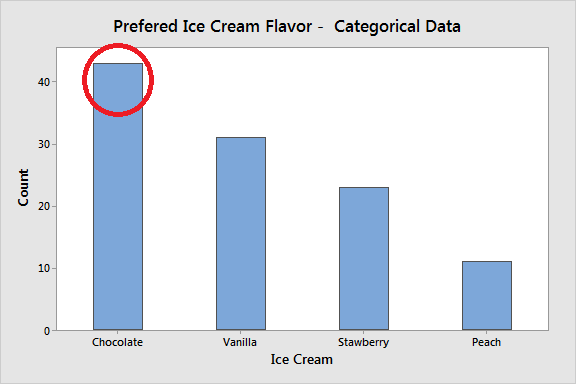 Prefered Ice Cream Flavor -  Categorical Data
Count
40
30
20
10
0
Chocolate Vanilla Stawberry Peach
Ice Cream